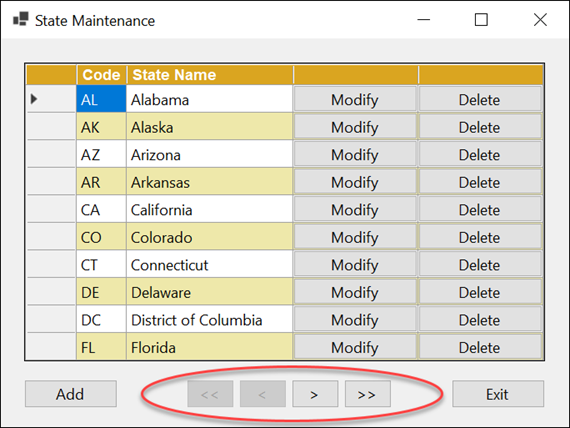 State Maintenance
Code State Name
AL Alabama Modify Delete
AK Alaska Modify Delete
AZ Arizona Modify Delete
AR Arkansas Modify Delete
CA California Modify Delete
CO Colorado Modify Delete
CT Connecticut Modify Delete
DE Delaware Modify Delete
DC District of Columbia Modify Delete
FL Florida Modify Delete
Add << < > >> Exit